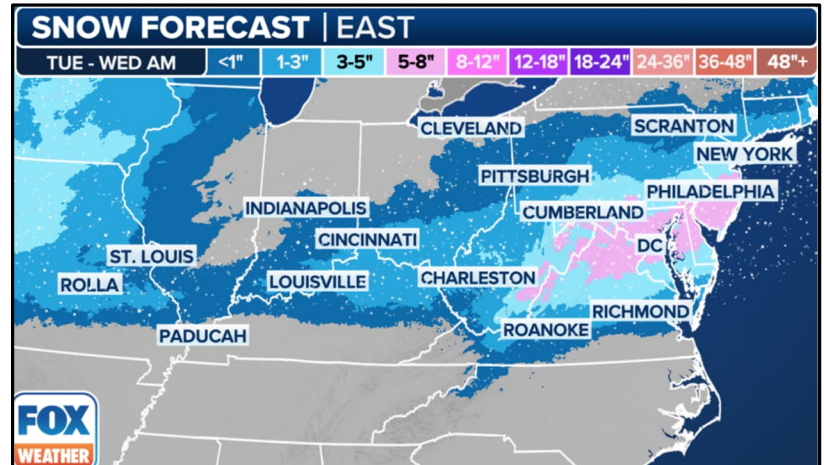 SNOW FORECAST | EAST
TUE - WED AM <1" 1-3" 3-5" 5-8" 8-12" 12-18" 18-24" 24-36" 36-48" 48"+
CLEVELAND
SCRANTON
NEW YORK
PITTSBURGH
PHILADELPHIA
INDIANAPOLIS
CUMBERLAND
CINCINNATI
DC
ST. LOUIS
ROLLA
LOUISVILLE
CHARLESTON
RICHMOND
ROANOKE
PADUCAH
FOX
WEATHER